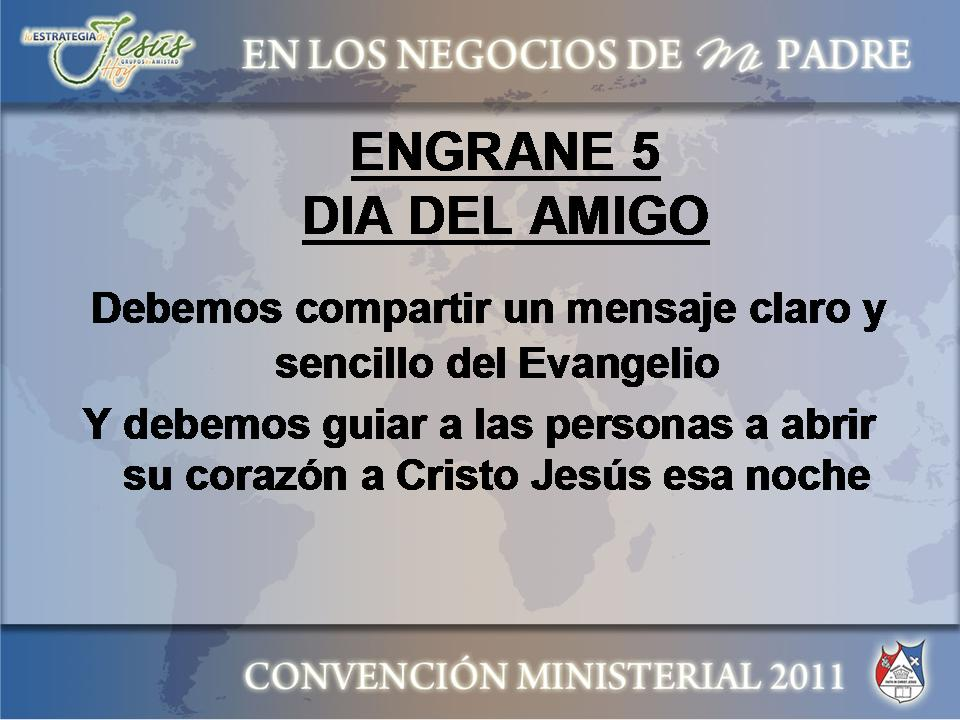 la ESTRATEGIA de
Jesús
GRUPOS de AMISTAD
Hoy
EN LOS NEGOCIOS DE Mi PADRE
ENGRANE 5
DIA DEL AMIGO
Debemos compartir un mensaje claro y
sencillo del Evangelio
Y debemos guiar a las personas a abrir
su corazón a Cristo Jesús esa noche
CONVENCIÓN MINISTERIAL 2011